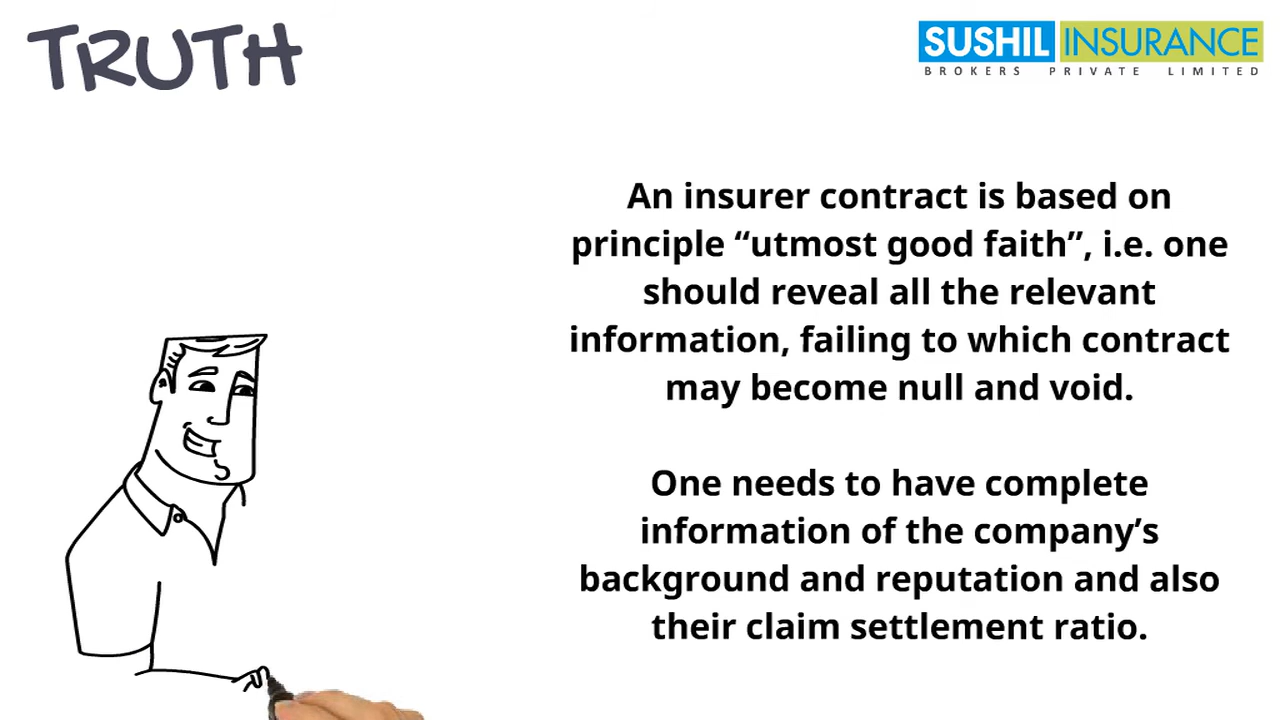 TRUTH
SUSHIL INSURANCE
BROKERS PRIVATE LIMITED
An insurer contract is based on
principle “utmost good faith”, i.e. one
should reveal all the relevant
information, failing to which contract
may become null and void.
One needs to have complete
information of the company’s
background and reputation and also
their claim settlement ratio.